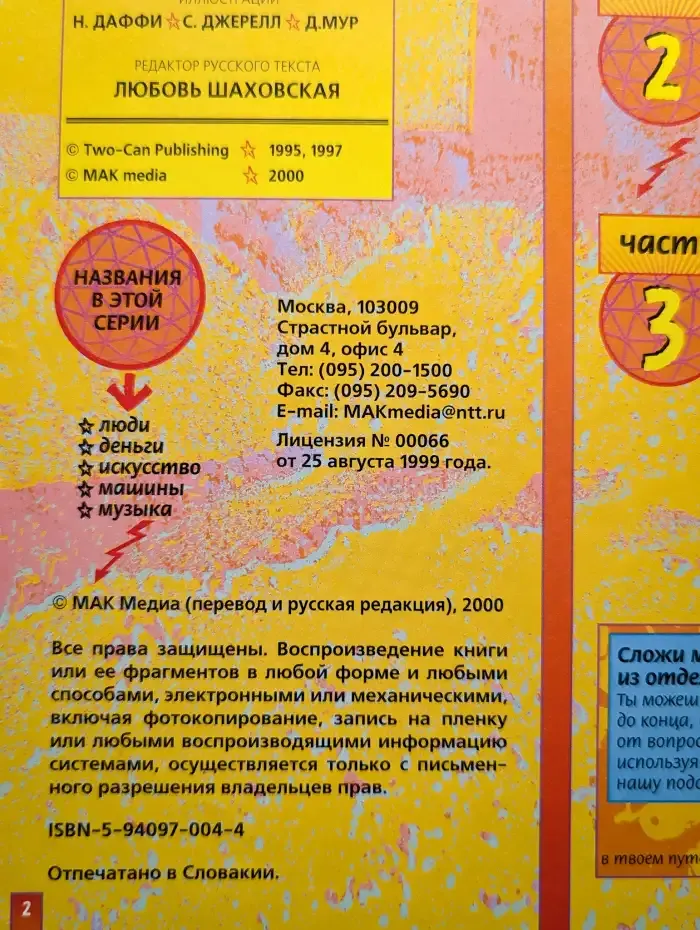 ИЛЛЮСТРАЦИИ
Н. ДАФФИ ☆ С. ДЖЕРЕЛЛ ☆ Д.МУР
РЕДАКТОР РУССКОГО ТЕКСТА
ЛЮБОВЬ ШАХОВСКАЯ
© Two-Can Publishing ☆ 1995, 1997
© MAK media ☆ 2000
НАЗВАНИЯ
В ЭТОЙ
СЕРИИ
☆ люди
☆ деньги
☆ искусство
☆ машины
☆ музыка
Москва, 103009
Страстной бульвар,
дом 4, офис 4
Тел: (095) 200-1500
Факс: (095) 209-5690
E-mail: MAKmedia@ntt.ru
Лицензия № 00066
от 25 августа 1999 года.
© МАК Медиа (перевод и русская редакция), 2000
Все права защищены. Воспроизведение книги
или ее фрагментов в любой форме и любыми
способами, электронными или механическими,
включая фотокопирование, запись на пленку
или любыми воспроизводящими информацию
системами, осуществляется только с письмен-
ного разрешения владельцев прав.
ISBN-5-94097-004-4
Отпечатано в Словакии.
2
2
част
3
Сложи м
из отде
Ты можеш
до конца,
от вопрос
используя
нашу подс
в твоем пут